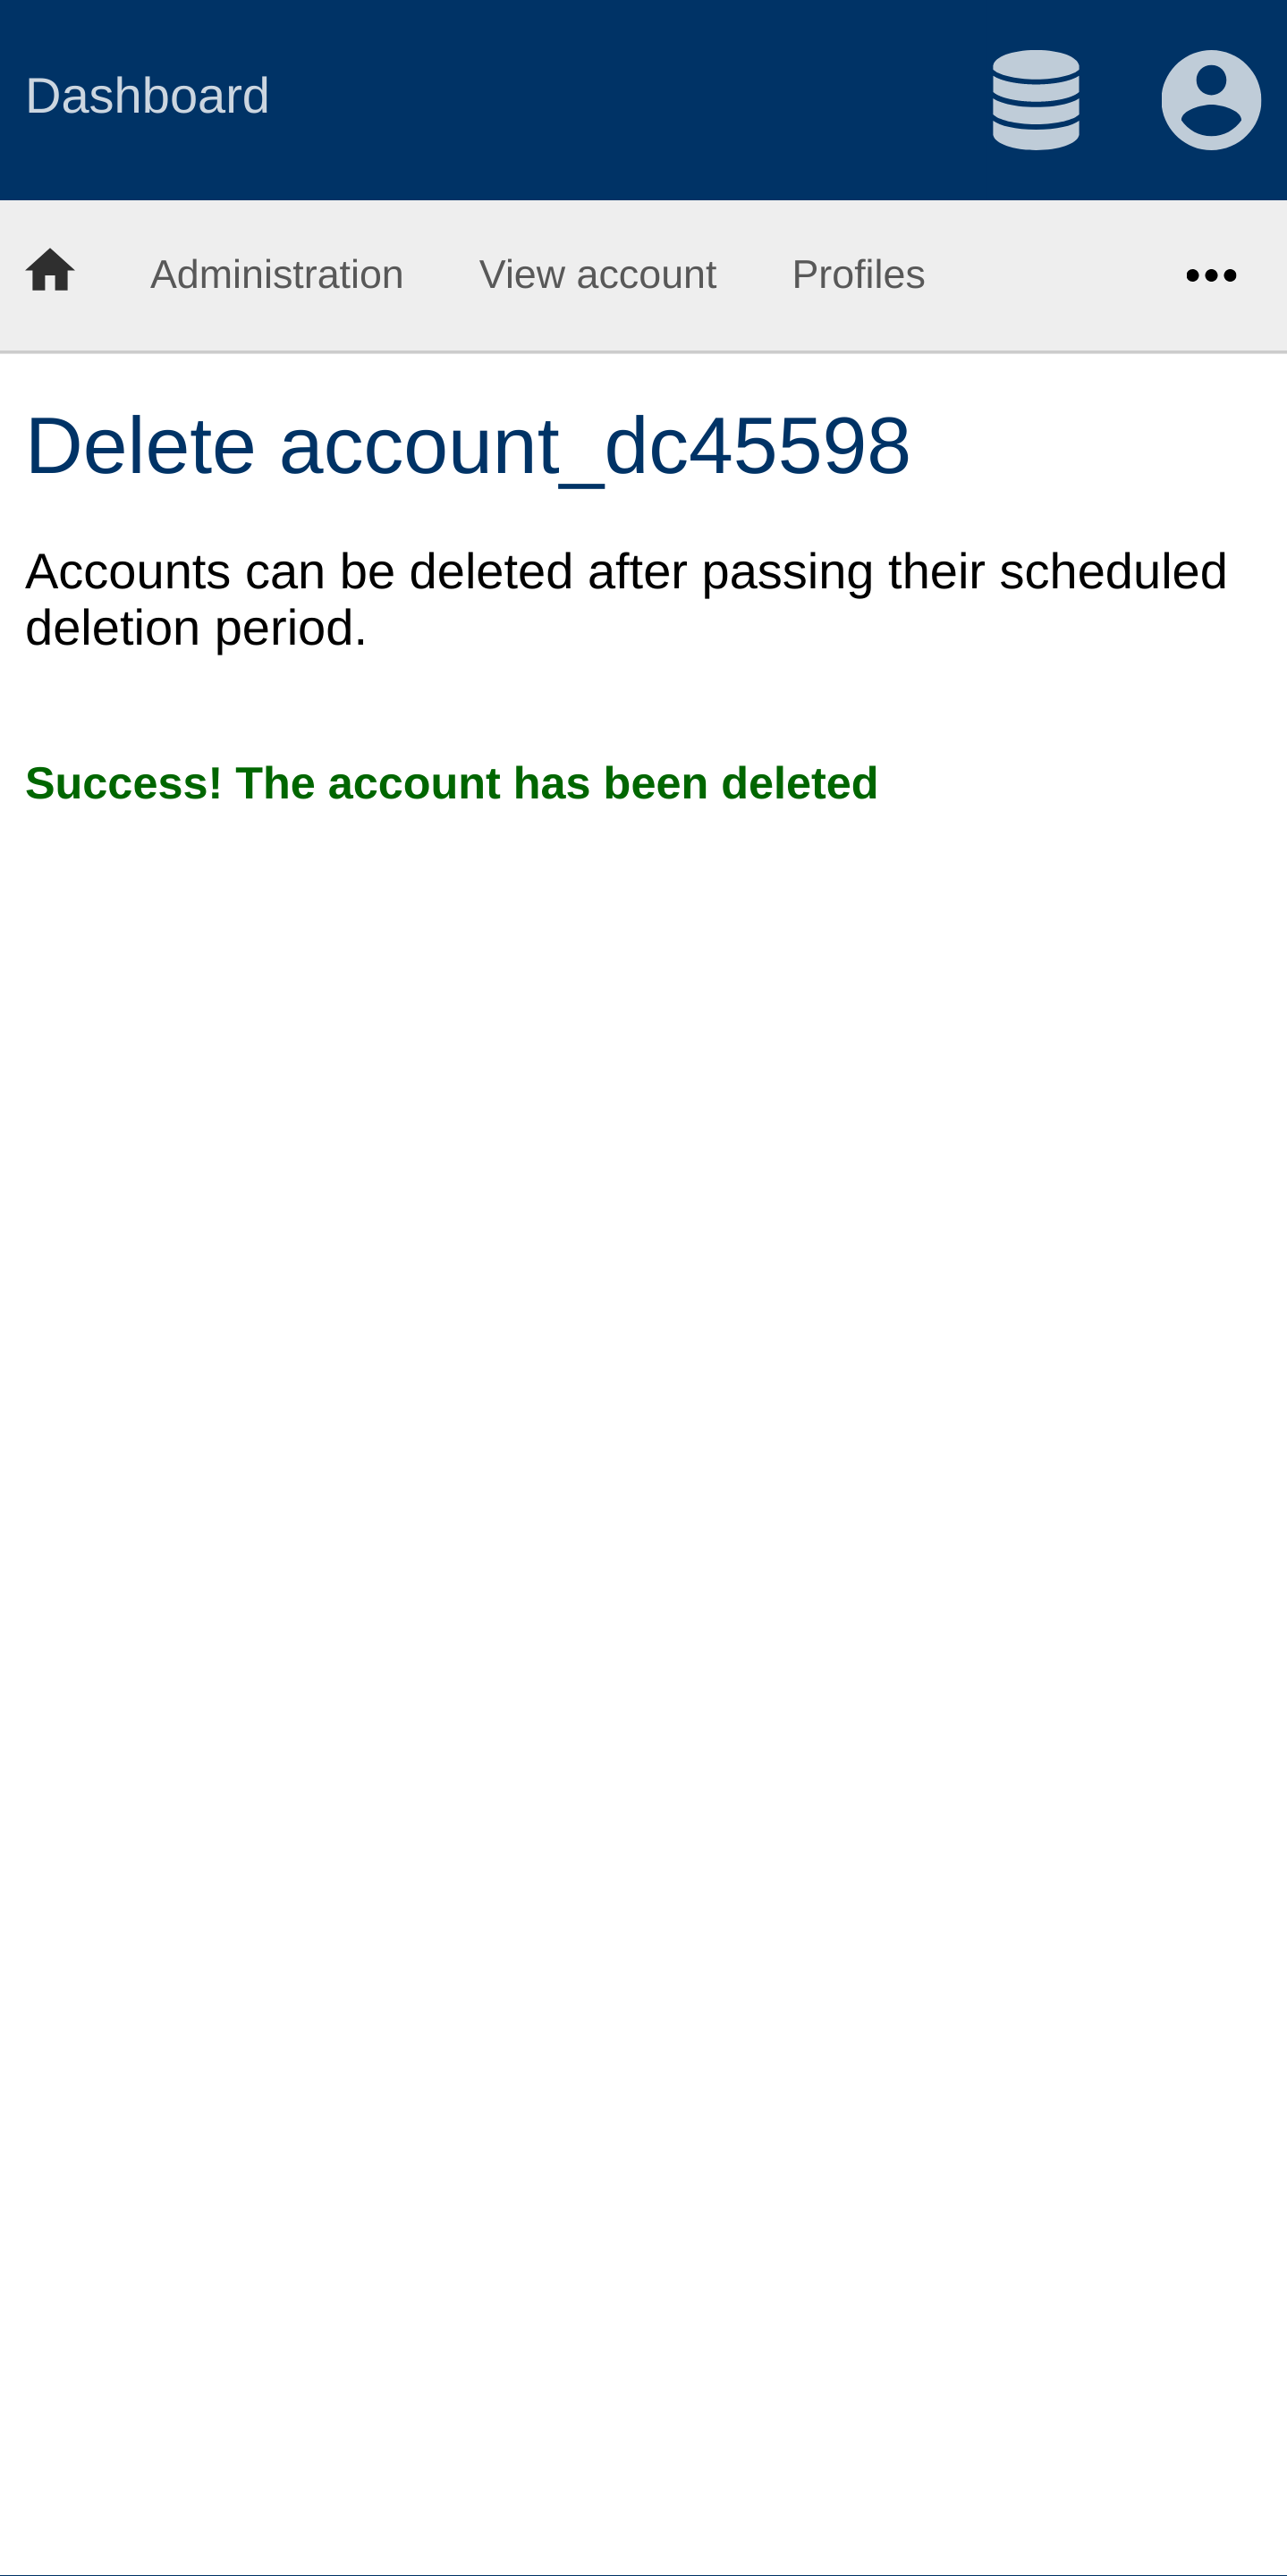 Dashboard
Administration View account Profiles
Delete account_dc45598
Accounts can be deleted after passing their scheduled
deletion period.
Success! The account has been deleted